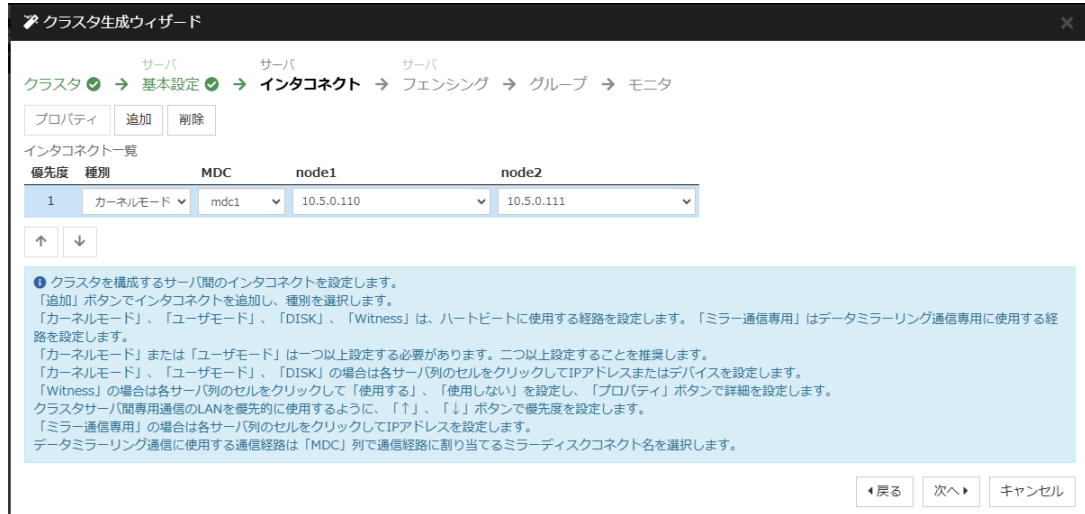 クラスタ生成ウィザード
サーバ サーバ サーバ
クラスタ → 基本設定 → インタコネクト → フェンシング → グループ → モニタ
プロパティ 追加 削除
インタコネクト一覧
優先度 種別 MDC node1 node2
1 カーネルモード mdc1 10.5.0.110 10.5.0.111
↑ ↓
クラスタを構成するサーバ間のインタコネクトを設定します。
「追加」ボタンでインタコネクトを追加し、種別を選択します。
「カーネルモード」、「ユーザモード」、「DISK」、「Witness」は、ハートビートに使用する経路を設定します。「ミラー通信専用」はデータミラーリング通信専用に使用する経
路を設定します。
「カーネルモード」または「ユーザモード」は一つ以上設定する必要があります。二つ以上設定することを推奨します。
「カーネルモード」、「ユーザモード」、「DISK」の場合は各サーバ列のセルをクリックしてIPアドレスまたはデバイスを設定します。
「Witness」の場合は各サーバ列のセルをクリックして「使用する」、「使用しない」を設定し、「プロパティ」ボタンで詳細を設定します。
クラスタサーバ間専用通信のLANを優先的に使用するように、「↑」、「↓」ボタンで優先度を設定します。
「ミラー通信専用」の場合は各サーバ列のセルをクリックしてIPアドレスを設定します。
データミラーリング通信に使用する通信経路は「MDC」列で通信経路に割り当てるミラーディスクコネクト名を選択します。
戻る 次へ キャンセル